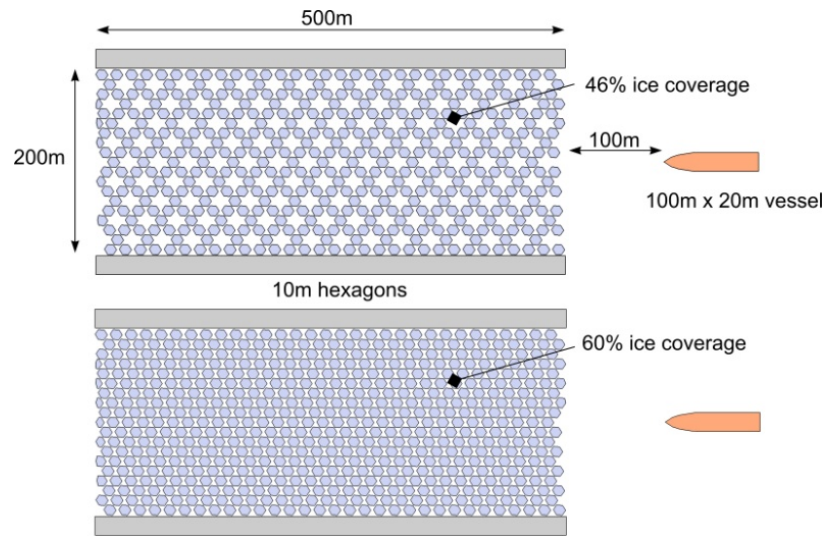 500m
46% ice coverage
200m
100m
100m x 20m vessel
10m hexagons
60% ice coverage